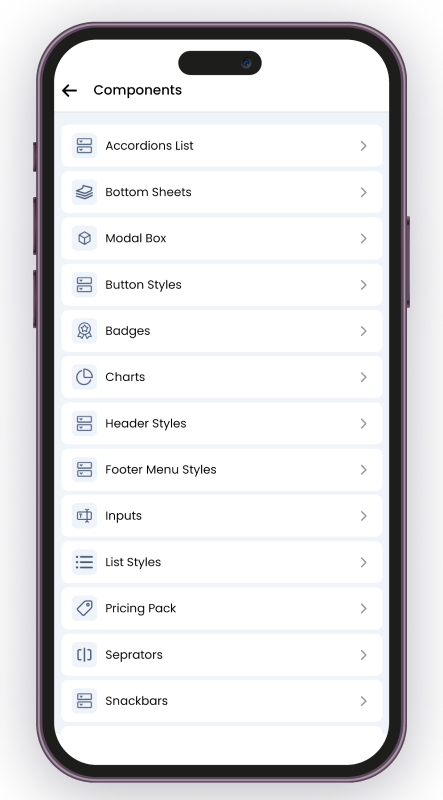 Components
Accordions List
Bottom Sheets
Modal Box
Button Styles
Badges
Charts
Header Styles
Footer Menu Styles
Inputs
List Styles
Pricing Pack
Seprators
Snackbars